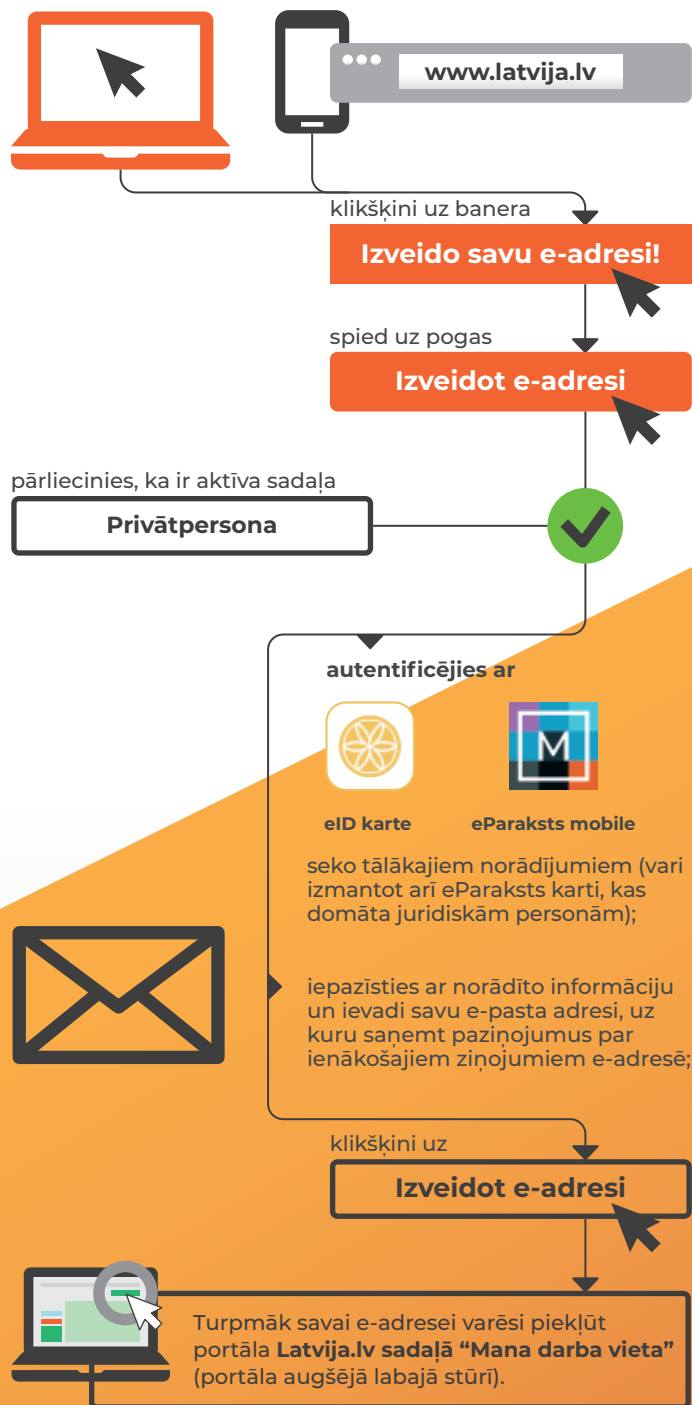 www.latvija.lv
klikšķini uz banera
Izveido savu e-adresi!
spied uz pogas
Izveidot e-adresi
pārliecinies, ka ir aktīva sadaļa
Privātpersona
autentificējies ar
M
eID karte
eParaksts mobile
seko tālākajiem norādījumiem (vari
izmantot arī eParaksts karti, kas
domāta juridiskām personām);
iepazīsties ar norādīto informāciju
un ievadi savu e-pasta adresi, uz
kuru saņemt paziņojumus par
ienākošajiem ziņojumiem e-adresē;
klikšķini uz
Izveidot e-adresi
Turpmāk savai e-adresei varēsi piekļūt
portāla Latvija.lv sadaļā “Mana darba vieta”
(portāla augšējā labajā stūrī).